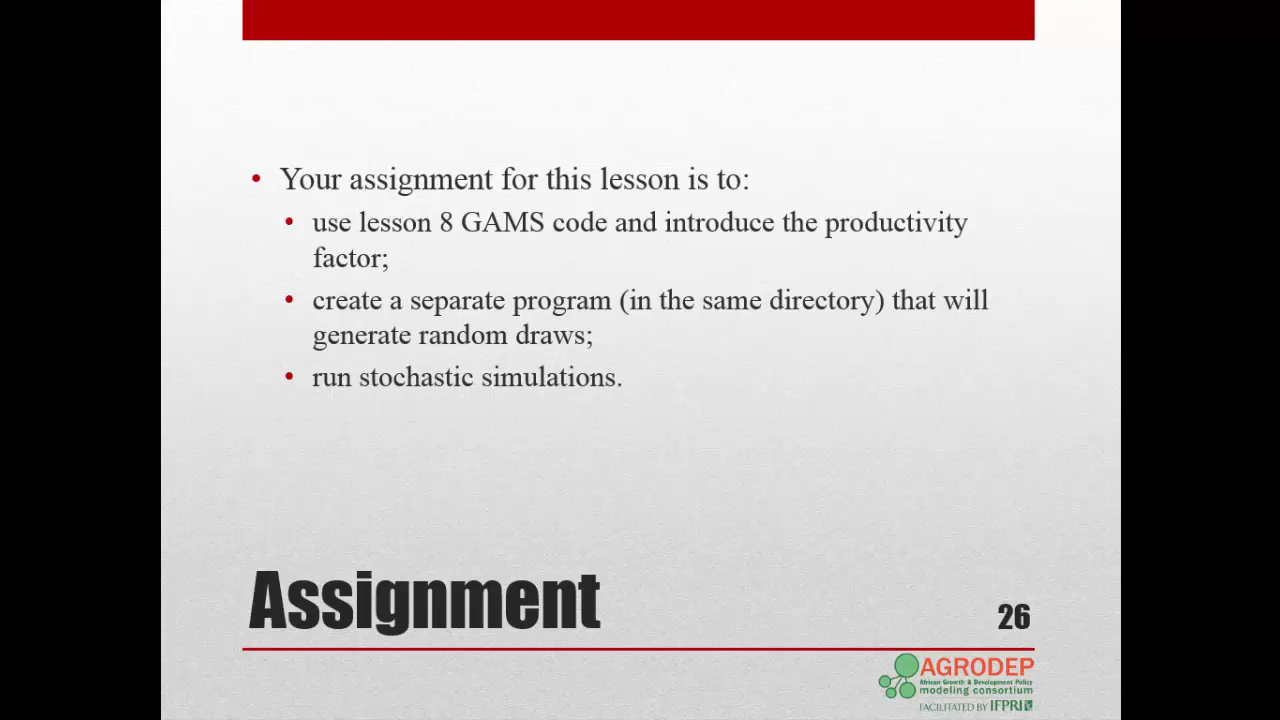 • Your assignment for this lesson is to:
• use lesson 8 GAMS code and introduce the productivity
factor;
• create a separate program (in the same directory) that will
generate random draws;
• run stochastic simulations.
Assignment
26
AGRODEP
African Growth & Development Policy
modeling consortium
FACILITATED BY IFPRI